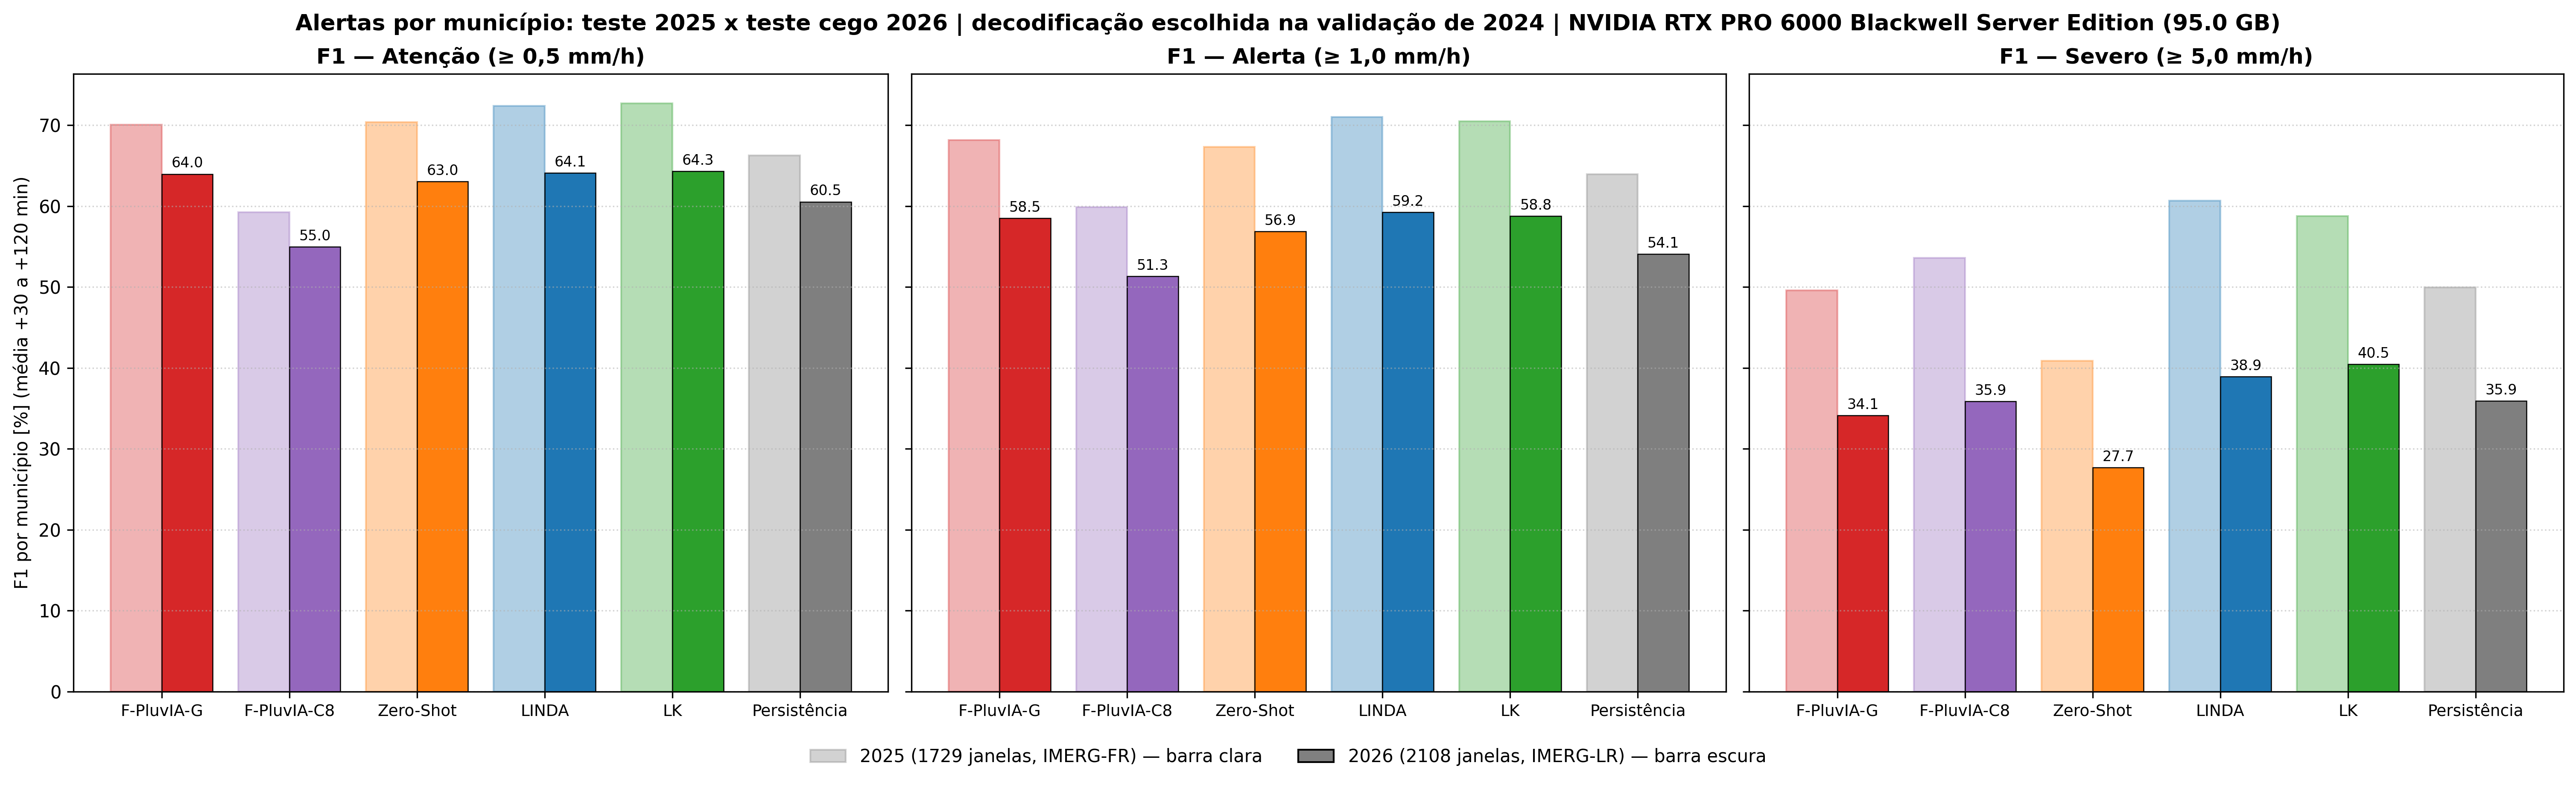 Alertas por município: teste 2025 x teste cego 2026 | decodificação escolhida na validação de 2024 | NVIDIA RTX PRO 6000 Blackwell Server Edition (95.0 GB)
F1 — Atenção (≥ 0,5 mm/h)
F1 por município [%] (média +30 a +120 min)
70
60
50
40
30
20
10
0
64.0
55.0
63.0
64.1
64.3
60.5
F-PluvIA-G
F-PluvIA-C8
Zero-Shot
LINDA
LK
Persistência
F1 — Alerta (≥ 1,0 mm/h)
58.5
51.3
56.9
59.2
58.8
54.1
F-PluvIA-G
F-PluvIA-C8
Zero-Shot
LINDA
LK
Persistência
F1 — Severo (≥ 5,0 mm/h)
34.1
35.9
27.7
38.9
40.5
35.9
F-PluvIA-G
F-PluvIA-C8
Zero-Shot
LINDA
LK
Persistência
2025 (1729 janelas, IMERG-FR) — barra clara
2026 (2108 janelas, IMERG-LR) — barra escura